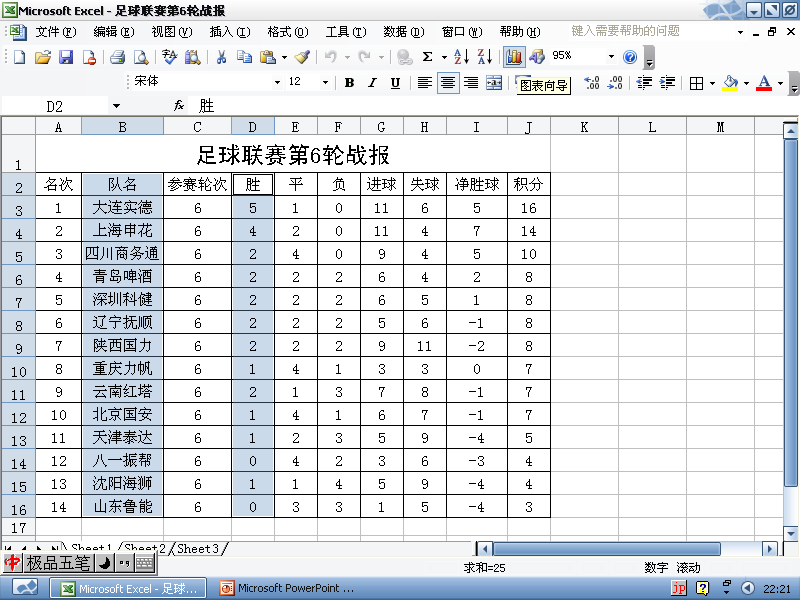 Microsoft Excel - 足球联赛第6轮战报
文件(F) 编辑(E) 视图(V) 插入(I) 格式(O) 工具(T) 数据(D) 窗口(W) 帮助(H) 键入需要帮助的问题
95%
宋体 12 B I U 图表向导
D2 fx 胜
A B C D E F G H I J K L M
1 足球联赛第6轮战报
2 名次 队名 参赛轮次 胜 平 负 进球 失球 净胜球 积分
3 1 大连实德 6 5 1 0 11 6 5 16
4 2 上海申花 6 4 2 0 11 4 7 14
5 3 四川商务通 6 2 4 0 9 4 5 10
6 4 青岛啤酒 6 2 2 2 6 4 2 8
7 5 深圳科健 6 2 2 2 6 5 1 8
8 6 辽宁抚顺 6 2 2 2 5 6 -1 8
9 7 陕西国力 6 2 2 2 9 11 -2 8
10 8 重庆力帆 6 1 4 1 3 3 0 7
11 9 云南红塔 6 2 1 3 7 8 -1 7
12 10 北京国安 6 1 4 1 6 7 -1 7
13 11 天津泰达 6 1 2 3 5 9 -4 5
14 12 八一振帮 6 0 4 2 3 6 -3 4
15 13 沈阳海狮 6 1 1 4 5 9 -4 4
16 14 山东鲁能 6 0 3 3 1 5 -4 3
17
Sheet1 Sheet2 Sheet3
中 极品五笔
求和=25 数字 滚动
Microsoft Excel - 足球... Microsoft PowerPoint ... JP 22:21